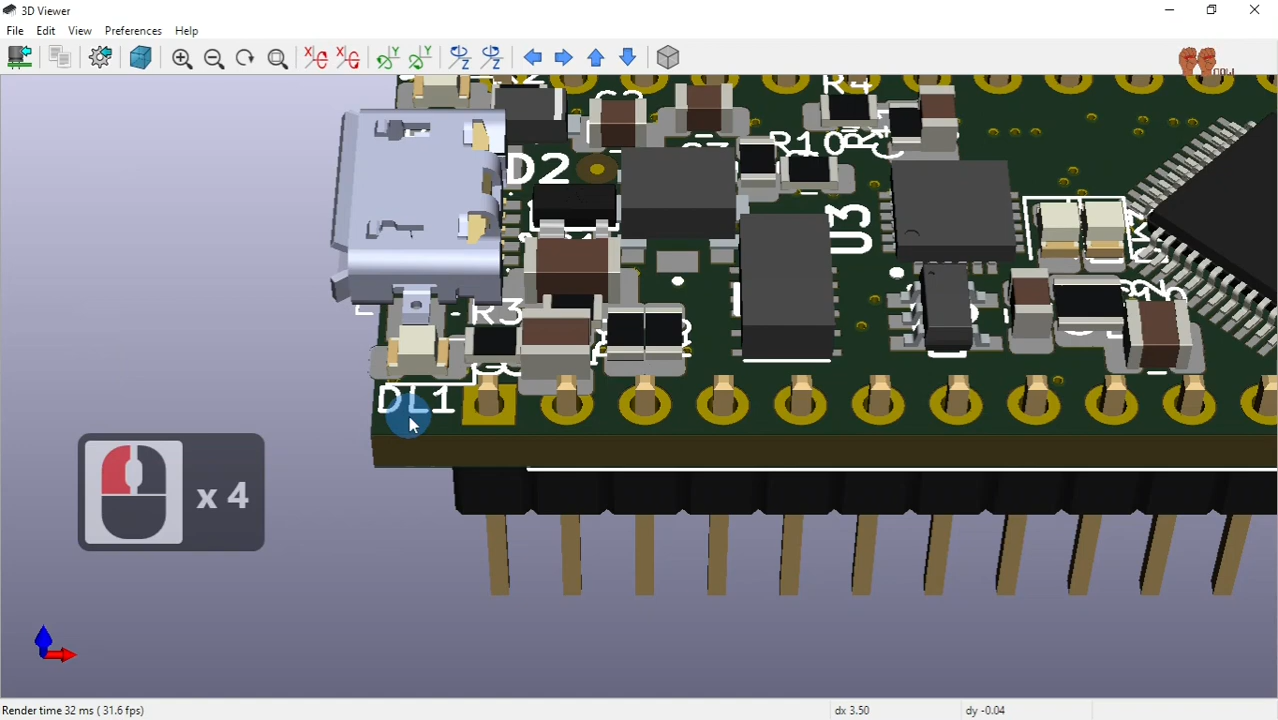 3D Viewer
File Edit View Preferences Help
R4
D2
R10
U3
R3
DL1
x 4
Render time 32 ms ( 31.6 fps)
dx 3.50
dy -0.04